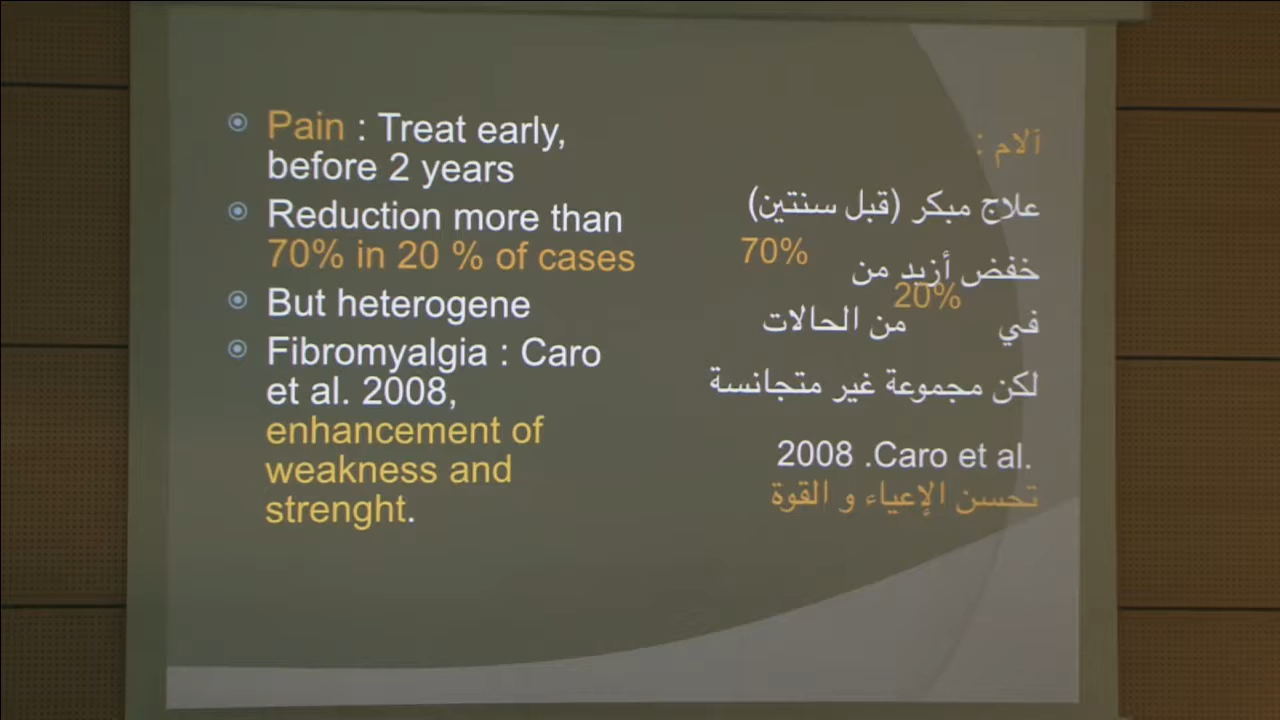 Pain : Treat early,
before 2 years
Reduction more than
70% in 20 % of cases
But heterogene
Fibromyalgia : Caro
et al. 2008,
enhancement of
weakness and
strenght.
آلام :
علاج مبكر (قبل سنتين)
خفض أزيد من 70%
في 20% من الحالات
لكن مجموعة غير متجانسة
2008 .Caro et al.
تحسن الإعياء و القوة